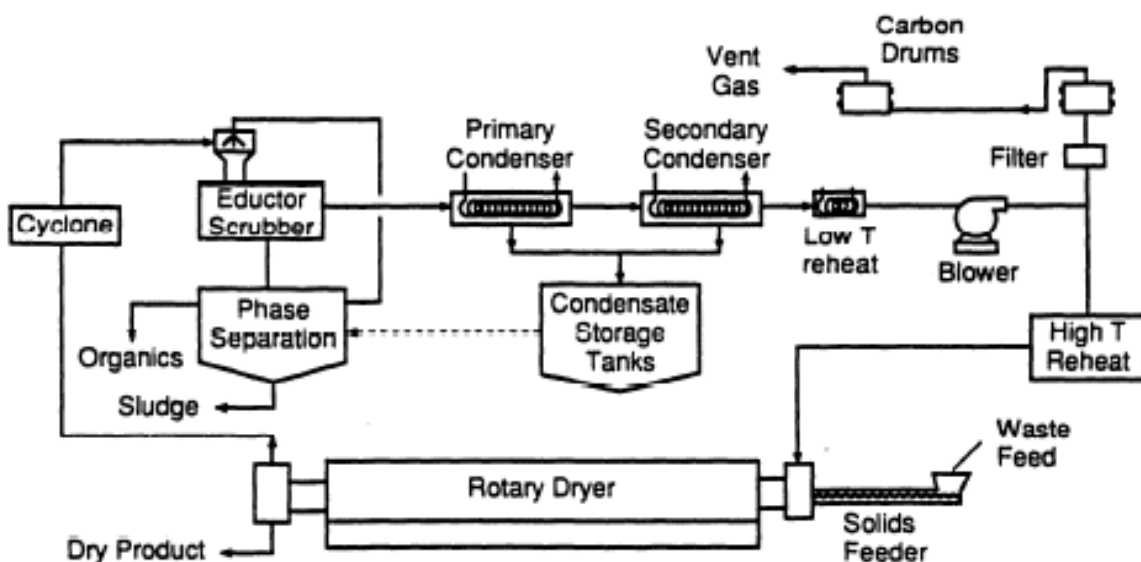 Carbon
Drums
Vent
Gas
Primary
Condenser
Secondary
Condenser
Filter
Eductor
Scrubber
Cyclone
Low T
reheat
Blower
Phase
Separation
Condensate
Storage
Tanks
High T
Reheat
Organics
Sludge
Waste
Feed
Rotary Dryer
Solids
Feeder
Dry Product